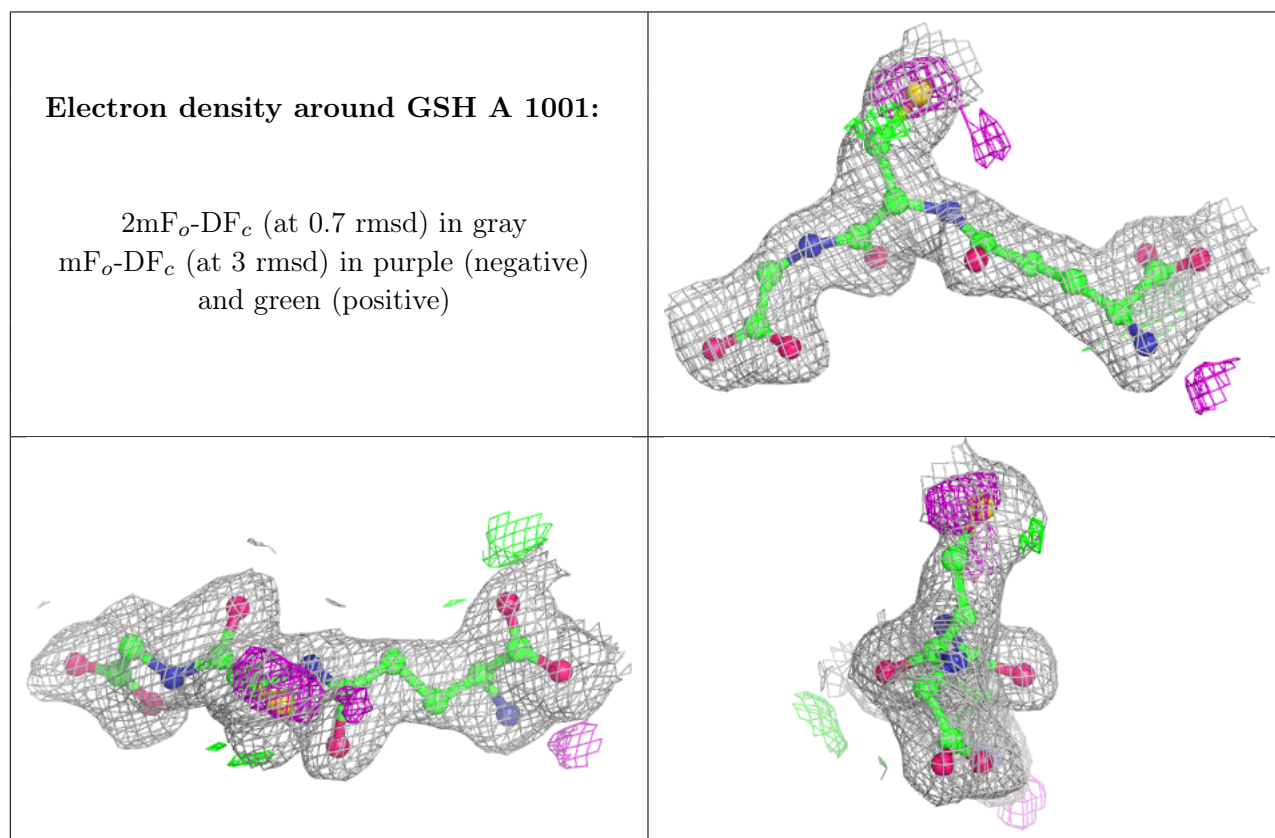 Electron density around GSH A 1001:
2mFo-DFc (at 0.7 rmsd) in gray
mFo-DFc (at 3 rmsd) in purple (negative)
and green (positive)